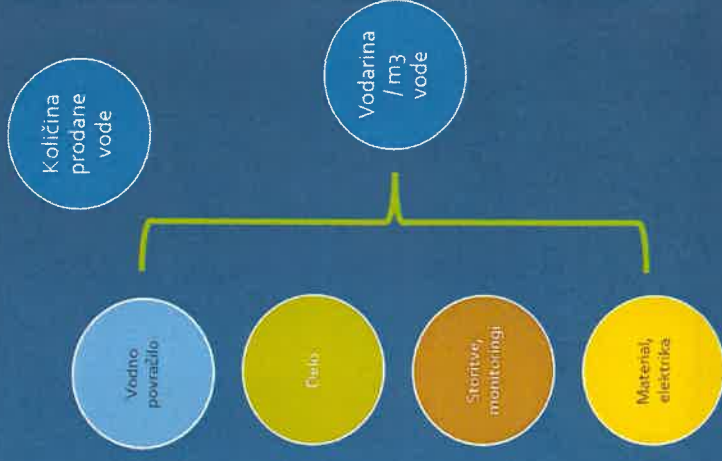 Količina
prodane
vode
Vodarina
/m3
vode
Vodno
povračilo
Delo
Storitve,
monitoringi
Material,
elektrika